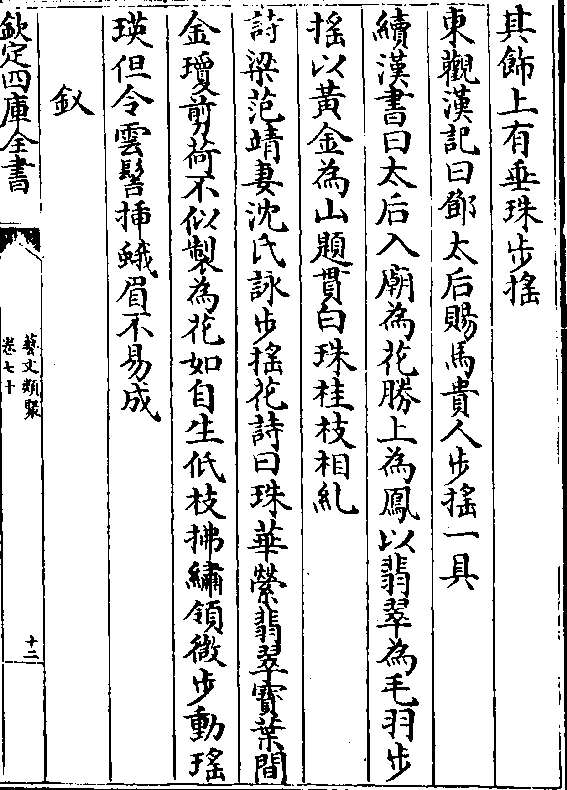 其飾上有垂珠步搖
東觀漢記曰鄧太后賜馬貴人步搖一具
續漢書曰太后入廟為花勝上為鳳以翡翠為毛羽步
搖以黃金為山題貫白珠桂枝相糺
詩梁范靖妻沈氏詠步搖花詩曰珠華縈翡翠寳葉間
金瓊剪荷不似製為花如自生低枝拂繡領微步動瑤
瑛但令雲髻揷蛾眉不易成
釵
欽定四庫全書
藝文類聚
卷七十
十三